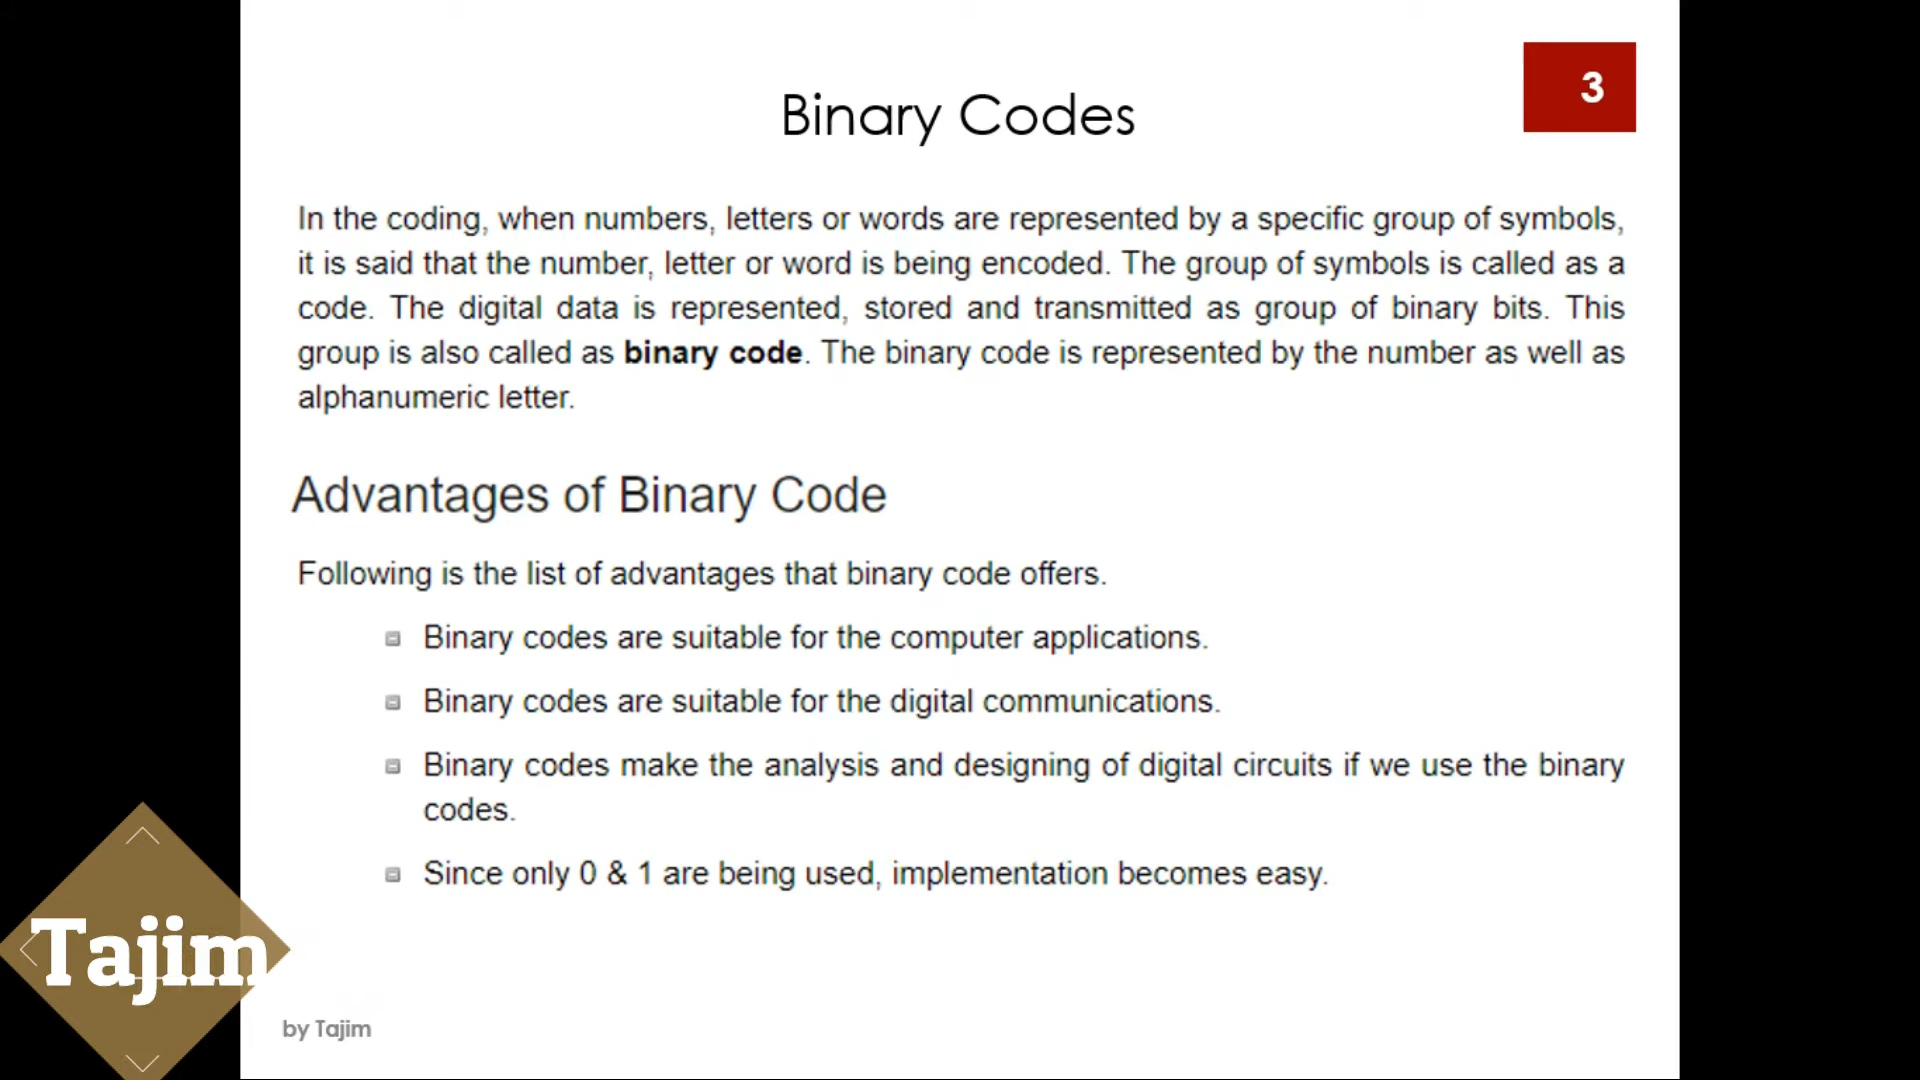 Binary Codes
3
In the coding, when numbers, letters or words are represented by a specific group of symbols,
it is said that the number, letter or word is being encoded. The group of symbols is called as a
code. The digital data is represented, stored and transmitted as group of binary bits. This
group is also called as binary code. The binary code is represented by the number as well as
alphanumeric letter.
Advantages of Binary Code
Following is the list of advantages that binary code offers.
Binary codes are suitable for the computer applications.
Binary codes are suitable for the digital communications.
Binary codes make the analysis and designing of digital circuits if we use the binary
codes.
Since only 0 & 1 are being used, implementation becomes easy.
Tajim
by Tajim